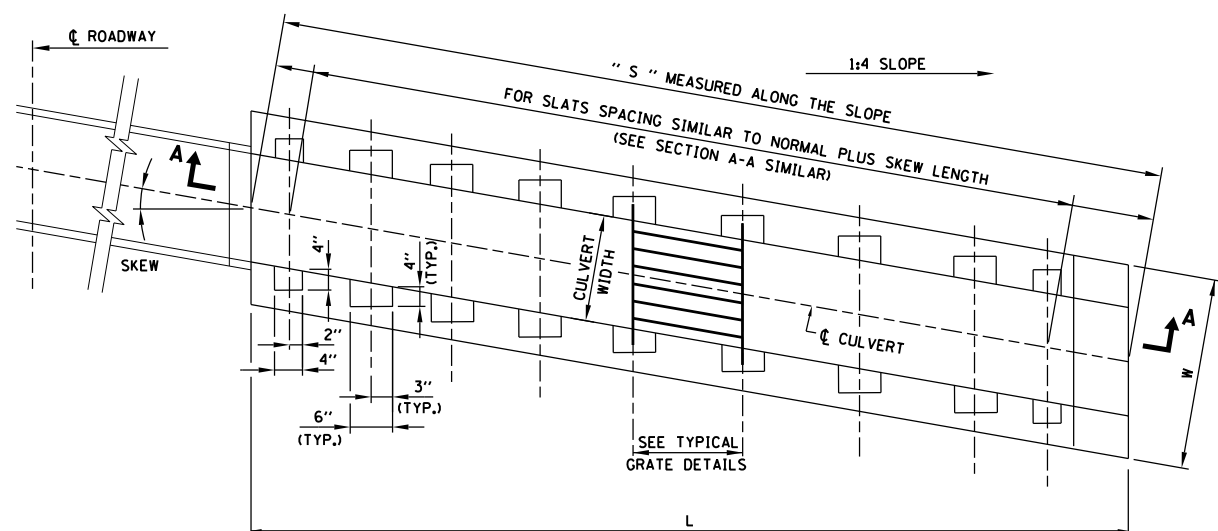 ℄ ROADWAY
1:4 SLOPE
" S " MEASURED ALONG THE SLOPE
FOR SLATS SPACING SIMILAR TO NORMAL PLUS SKEW LENGTH
(SEE SECTION A-A SIMILAR)
A
SKEW
4"
4"
(TYP.)
CULVERT
WIDTH
℄ CULVERT
A
W
2"
4"
3"
(TYP.)
6"
(TYP.)
SEE TYPICAL
GRATE DETAILS
L